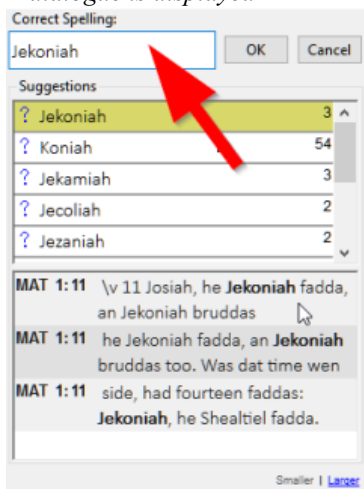 Correct Spelling:
Jekoniah OK Cancel
Suggestions
? Jekoniah 3
? Koniah 54
? Jekamiah 3
? Jecoliah 2
? Jezaniah 2
MAT 1:11 \v 11 Josiah, he Jekoniah fadda,
an Jekoniah bruddas
MAT 1:11 he Jekoniah fadda, an Jekoniah
bruddas too. Was dat time wen
MAT 1:11 side, had fourteen faddas:
Jekoniah, he Shealtiel fadda.
Smaller | Larger